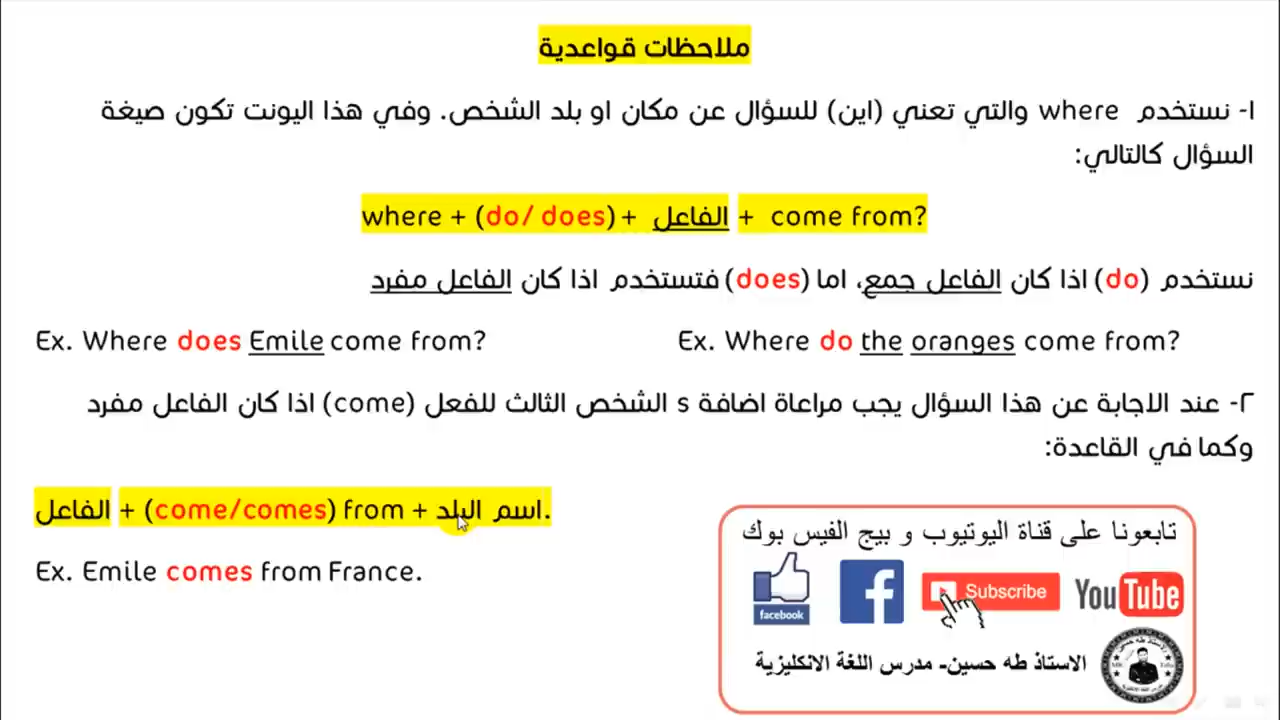 ملاحظات قواعدية
١- نستخدم where والتي تعني (اين) للسؤال عن مكان او بلد الشخص. وفي هذا اليونت تكون صيغة
السؤال كالتالي:
where + (do/ does) + الفاعل + come from?
نستخدم (do) اذا كان الفاعل جمع، اما (does) فتستخدم اذا كان الفاعل مفرد
Ex. Where does Emile come from?
Ex. Where do the oranges come from?
٢- عند الاجابة عن هذا السؤال يجب مراعاة اضافة s الشخص الثالث للفعل (come) اذا كان الفاعل مفرد
وكما في القاعدة:
الفاعل + (come/comes) from + اسم البلد.
Ex. Emile comes from France.
تابعونا على قناة اليوتيوب و بيج الفيس بوك
facebook
Subscribe
YouTube
الاستاذ طه حسين- مدرس اللغة الانكليزية